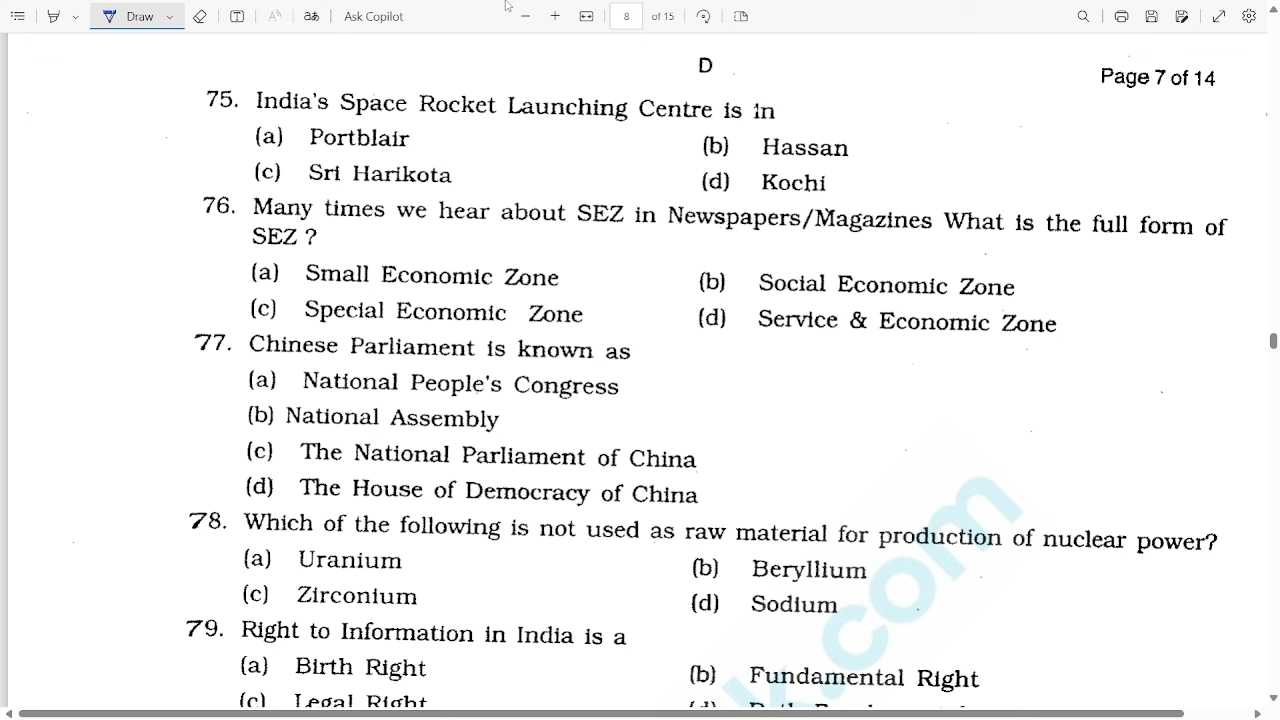 Draw
Ask Copilot
8 of 15
D
Page 7 of 14
75. India's Space Rocket Launching Centre is in
(a) Portblair (b) Hassan
(c) Sri Harikota (d) Kochi
76. Many times we hear about SEZ in Newspapers/Magazines What is the full form of
SEZ ?
(a) Small Economic Zone (b) Social Economic Zone
(c) Special Economic Zone (d) Service & Economic Zone
77. Chinese Parliament is known as
(a) National People's Congress
(b) National Assembly
(c) The National Parliament of China
(d) The House of Democracy of China
78. Which of the following is not used as raw material for production of nuclear power?
(a) Uranium (b) Beryllium
(c) Zirconium (d) Sodium
79. Right to Information in India is a
(a) Birth Right (b) Fundamental Right
(c) Legal Right
k.com